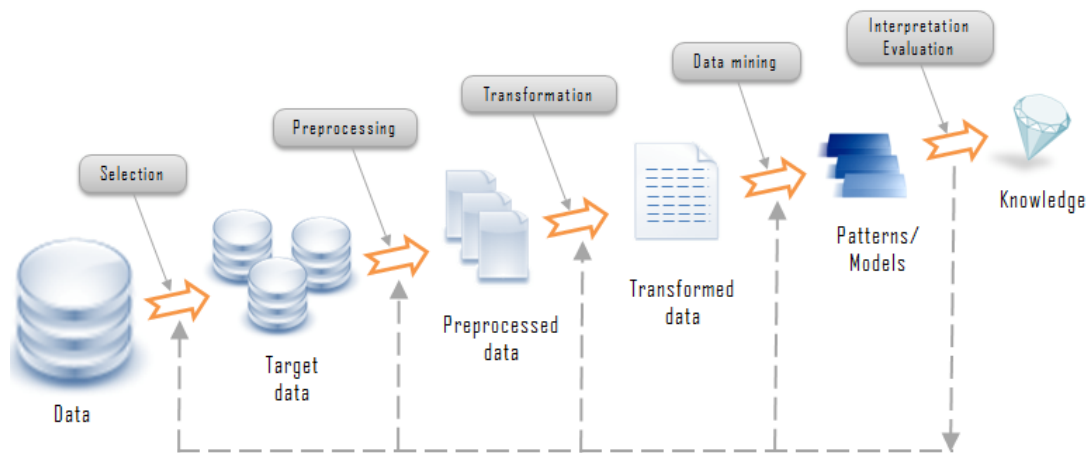 Interpretation
Evaluation
Data mining
Transformation
Preprocessing
Selection
Data
Target
data
Preprocessed
data
Transformed
data
Patterns/
Models
Knowledge